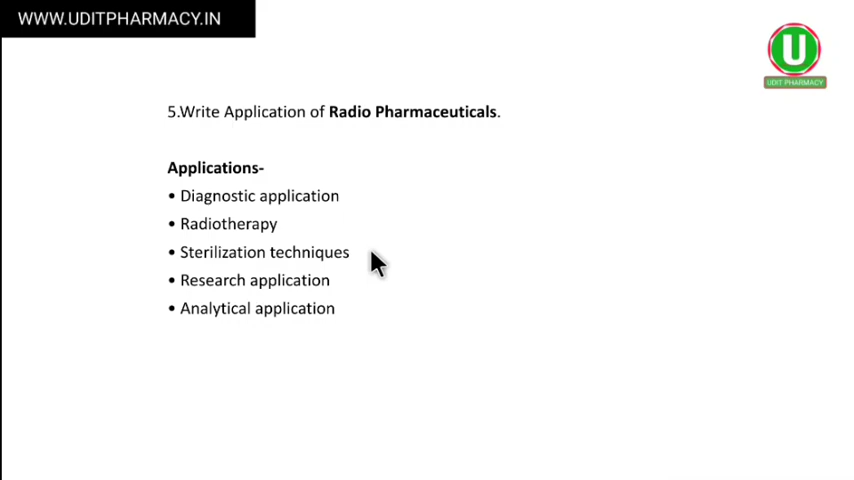 WWW.UDITPHARMACY.IN
U
UDIT PHARMACY
5.Write Application of Radio Pharmaceuticals.
Applications-
• Diagnostic application
• Radiotherapy
• Sterilization techniques
• Research application
• Analytical application